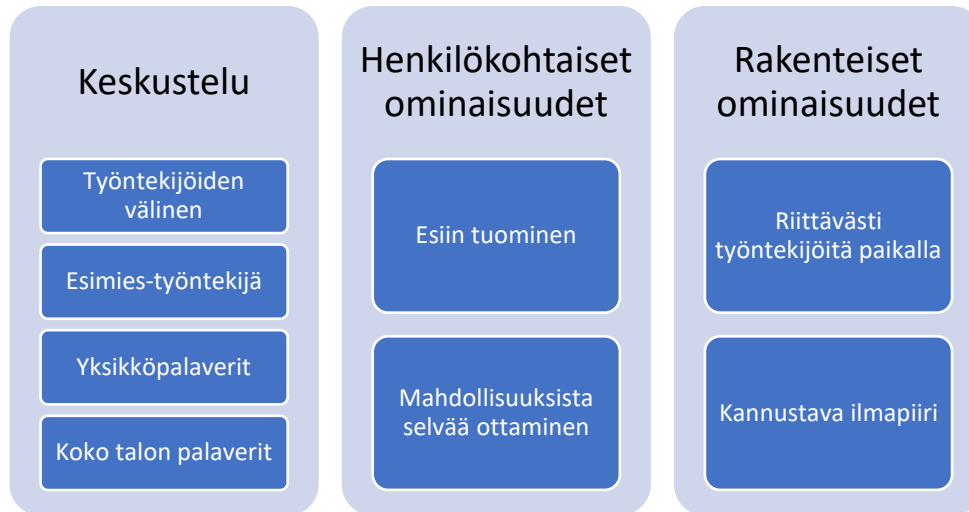 Keskustelu
Työntekijöiden
välinen
Esimies-työntekijä
Yksikköpalaverit
Koko talon palaverit
Henkilökohtaiset
ominaisuudet
Esiin tuominen
Mahdollisuuksista
selvää ottaminen
Rakenteiset
ominaisuudet
Riittävästi
työntekijöitä paikalla
Kannustava ilmapiiri